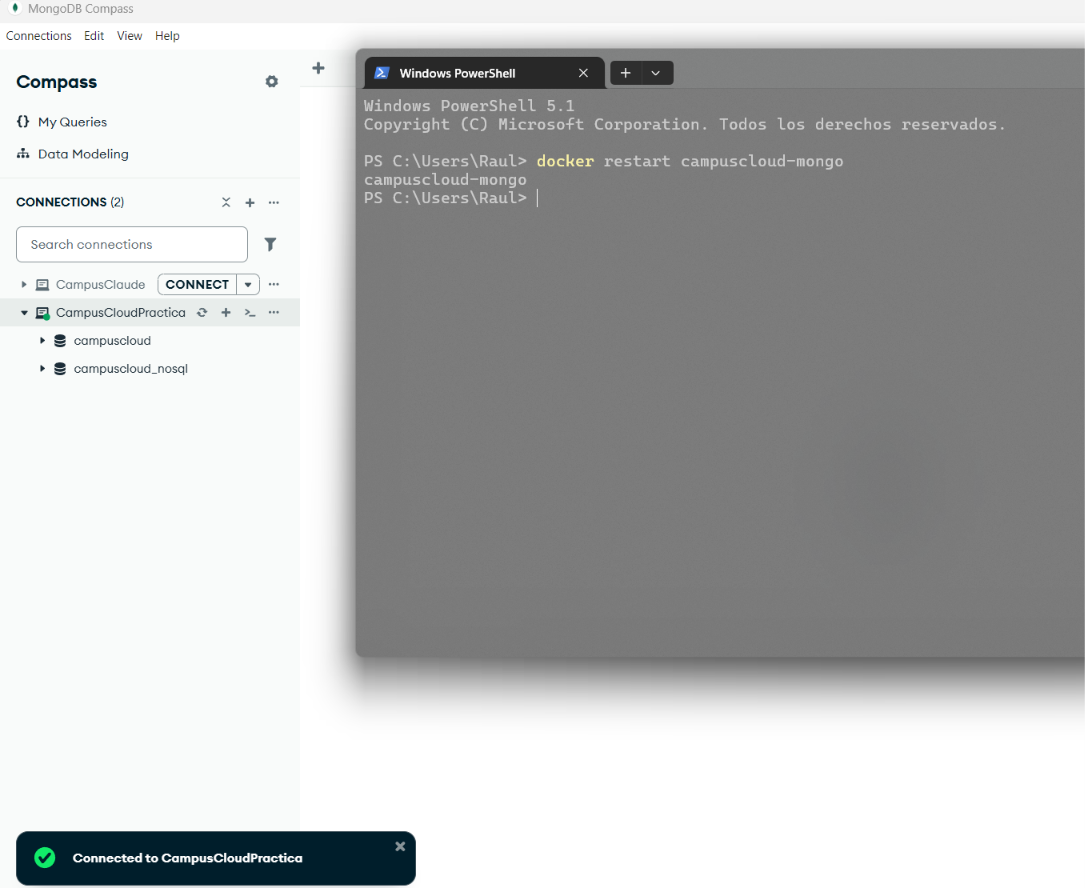 MongoDB Compass
Connections Edit View Help
Compass
{} My Queries
Data Modeling
CONNECTIONS (2)
Search connections
CampusClaude CONNECT
CampusCloudPractica
campuscloud
campuscloud_nosql
Windows PowerShell
Windows PowerShell 5.1
Copyright (C) Microsoft Corporation. Todos los derechos reservados.
PS C:\Users\Raul> docker restart campuscloud-mongo
campuscloud-mongo
PS C:\Users\Raul>
Connected to CampusCloudPractica